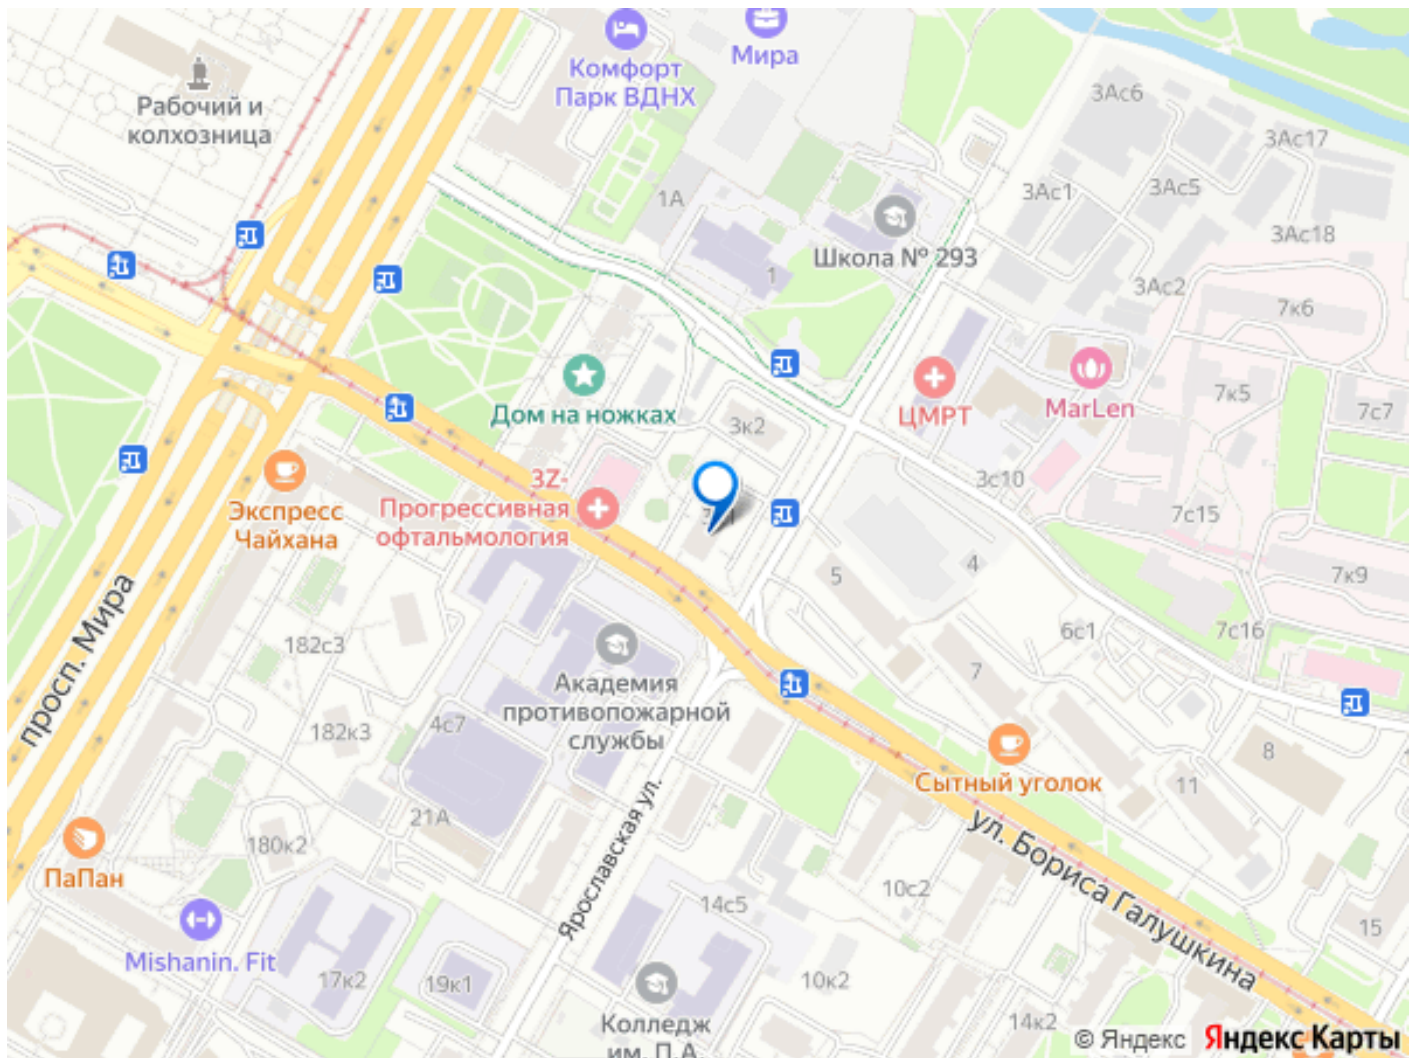 Комфорт
Парк ВДНХ
Мира
Рабочий и
колхозница
3Ас6
3Ас17
1А
3Ас1
3Ас5
Школа № 293
3Ас18
1
3Ас2
7к6
Дом на ножках
ЦМРТ
MarLen
7к5
7с7
3к2
3Z-
Прогрессивная
офтальмология
Экспресс
Чайхана
3с10
7с15
5
4
7к9
просп. Мира
182с3
6с1
7с16
7
Академия
противопожарной
службы
182к3
4с7
8
Сытный уголок
11
21А
180к2
ПаПан
ул. Бориса Галушкина
Ярославская ул.
10с2
14с5
15
Mishanin. Fit
17к2
19к1
10к2
Колледж
им. П.А.
14к2
© Яндекс Яндекс Карты